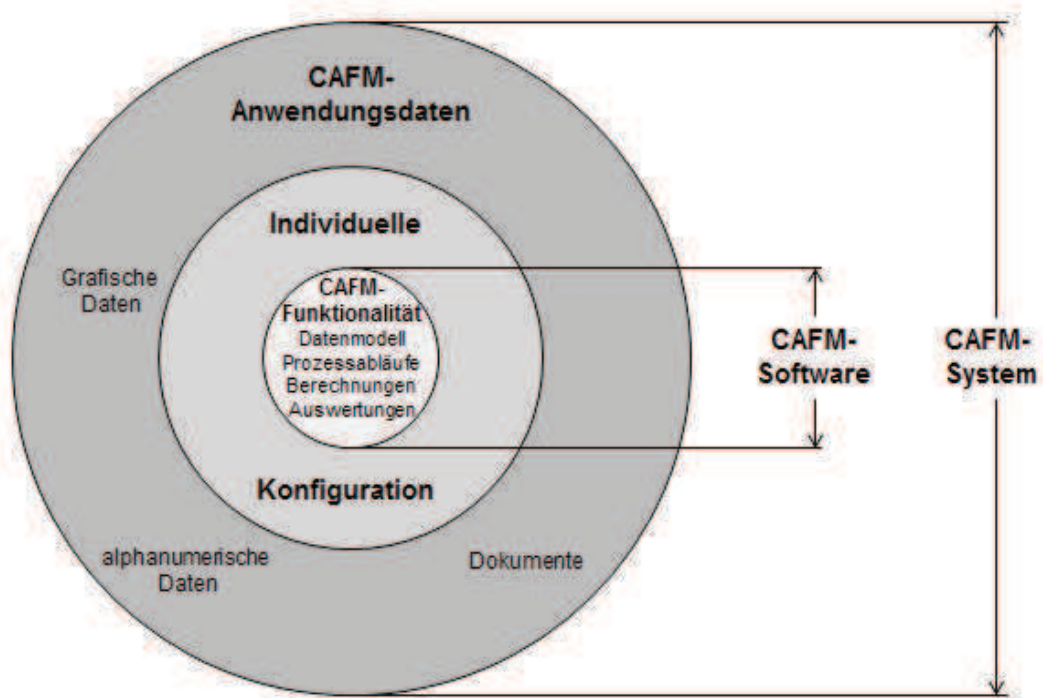 CAFM-
Anwendungsdaten
Individuelle
Grafische
Daten
CAFM-
Funktionalität
Datenmodell
Prozessabläufe
Berechnungen
Auswertungen
CAFM-
Software
CAFM-
System
Konfiguration
alphanumerische
Daten
Dokumente